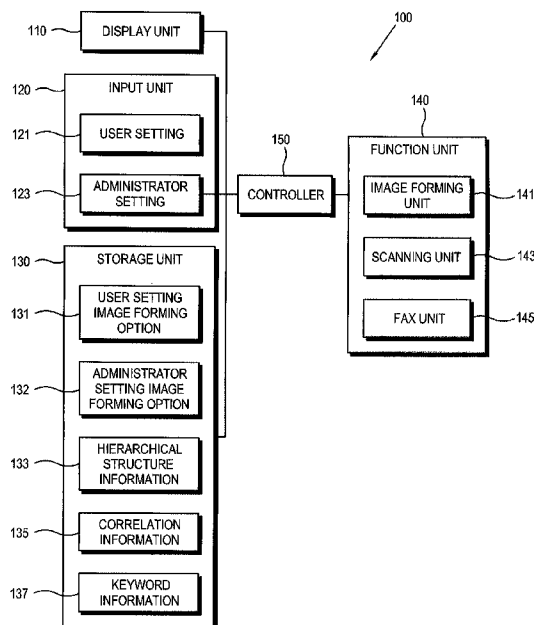 100
110
DISPLAY UNIT
120
INPUT UNIT
121
USER SETTING
123
ADMINISTRATOR
SETTING
150
CONTROLLER
140
FUNCTION UNIT
IMAGE FORMING
UNIT
141
SCANNING UNIT
143
FAX UNIT
145
130
STORAGE UNIT
131
USER SETTING
IMAGE FORMING
OPTION
132
ADMINISTRATOR
SETTING IMAGE
FORMING OPTION
133
HIERARCHICAL
STRUCTURE
INFORMATION
135
CORRELATION
INFORMATION
137
KEYWORD
INFORMATION